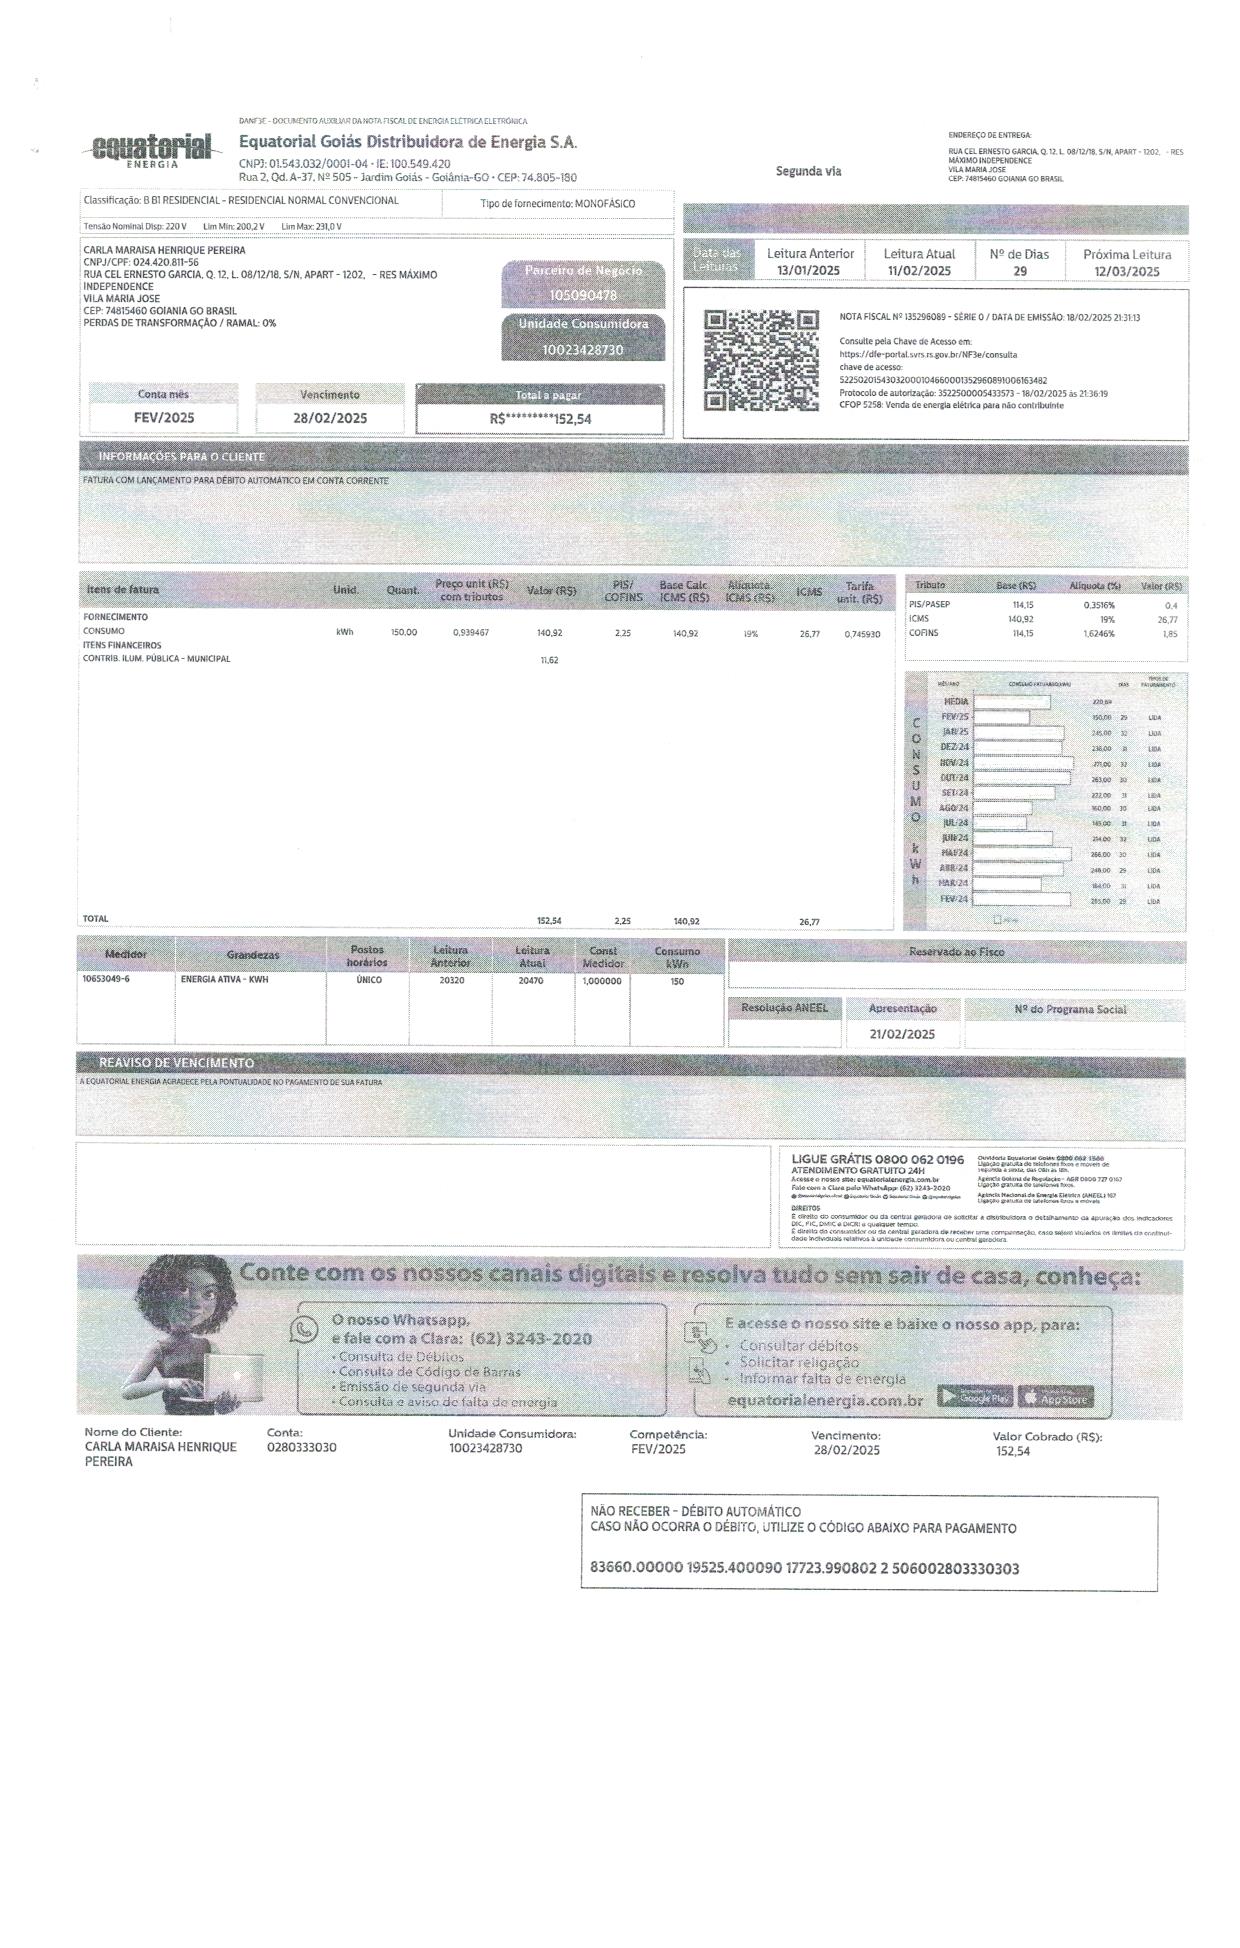 DANF3E - DOCUMENTO AUXILIAR DA NOTA FISCAL DE ENERGIA ELÉTRICA ELETRÔNICA
equatorial
ENERGIA
Equatorial Goiás Distribuidora de Energia S.A.
CNPJ: 01.543.032/0001-04 - IE: 100.549.420
Rua 2, Qd. A-37, Nº 505 - Jardim Goiás - Goiânia-GO - CEP: 74.805-180
Segunda via
ENDEREÇO DE ENTREGA:
RUA CEL ERNESTO GARCIA, Q. 12, L. 08/12/18, S/N, APART - 1202, - RES
MÁXIMO INDEPENDENCE
VILA MARIA JOSE
CEP: 74815460 GOIANIA GO BRASIL
Classificação: B B1 RESIDENCIAL - RESIDENCIAL NORMAL CONVENCIONAL
Tipo de fornecimento: MONOFÁSICO
Tensão Nominal Disp: 220 V Lim Min: 200,2 V Lim Max: 231,0 V
CARLA MARAISA HENRIQUE PEREIRA
CNPJ/CPF: 024.420.811-56
RUA CEL ERNESTO GARCIA, Q. 12, L. 08/12/18, S/N, APART - 1202, - RES MÁXIMO
INDEPENDENCE
VILA MARIA JOSE
CEP: 74815460 GOIANIA GO BRASIL
PERDAS DE TRANSFORMAÇÃO / RAMAL: 0%
Parceiro de Negócio
105090478
Unidade Consumidora
10023428730
Conta mês
FEV/2025
Vencimento
28/02/2025
Total a pagar
R$*********152,54
Data das Leituras
Leitura Anterior 13/01/2025
Leitura Atual 11/02/2025
Nº de Dias 29
Próxima Leitura 12/03/2025
NOTA FISCAL Nº 135296089 - SÉRIE 0 / DATA DE EMISSÃO: 18/02/2025 21:31:13
Consulte pela Chave de Acesso em:
https://dfe-portal.svrs.rs.gov.br/NF3e/consulta
chave de acesso:
52250201543032000104660001352960891006163482
Protocolo de autorização: 3522500005433573 - 18/02/2025 às 21:36:19
CFOP 5258: Venda de energia elétrica para não contribuinte
INFORMAÇÕES PARA O CLIENTE
FATURA COM LANÇAMENTO PARA DÉBITO AUTOMÁTICO EM CONTA CORRENTE
Itens de fatura Unid. Quant. Preço unit (R$) com tributos Valor (R$) PIS/COFINS Base Calc. ICMS (R$) Alíquota ICMS (R$) ICMS Tarifa unit. (R$)
FORNECIMENTO
CONSUMO kWh 150,00 0,939467 140,92 2,25 140,92 19% 26,77 0,745930
ITENS FINANCEIROS
CONTRIB. ILUM. PÚBLICA - MUNICIPAL 11,62
TOTAL 152,54 2,25 140,92 26,77
Tributo Base (R$) Alíquota (%) Valor (R$)
PIS/PASEP 114,15 0,3516% 0,4
ICMS 140,92 19% 26,77
COFINS 114,15 1,6246% 1,85
CONSUMO kWh
MÊS/ANO CONSUMO FATURADO(KWH) DIAS TIPOS DE FATURAMENTO
MÉDIA 220,69
FEV/25 150,00 29 LIDA
JAN/25 245,00 32 LIDA
DEZ/24 238,00 31 LIDA
NOV/24 271,00 32 LIDA
OUT/24 263,00 30 LIDA
SET/24 222,00 31 LIDA
AGO/24 160,00 30 LIDA
JUL/24 145,00 31 LIDA
JUN/24 214,00 32 LIDA
MAI/24 266,00 30 LIDA
ABR/24 248,00 29 LIDA
MAR/24 184,00 31 LIDA
FEV/24 29 LIDA
Medidor Grandezas Postos horários Leitura Anterior Leitura Atual Const Medidor Consumo kWh
10653049-6 ENERGIA ATIVA - KWH ÚNICO 20320 20470 1,000000 150
Reservado ao Fisco
Resolução ANEEL
Apresentação
21/02/2025
Nº do Programa Social
REAVISO DE VENCIMENTO
A EQUATORIAL ENERGIA AGRADECE PELA PONTUALIDADE NO PAGAMENTO DE SUA FATURA
LIGUE GRÁTIS 0800 062 0196
ATENDIMENTO GRATUITO 24H
Acesse o nosso site: equatorialenergia.com.br
Fale com a Clara pelo WhatsApp: (62) 3243-2020
Ouvidoria Equatorial Goiás: 0800 062 1500
Ligação gratuita de telefones fixos e móveis de
segunda a sexta, das 08h às 18h.
Agência Goiana de Regulação - AGR 0800 727 0167
Ligação gratuita de telefones fixos.
Agência Nacional de Energia Elétrica (ANEEL) 167
Ligação gratuita de telefones fixos e móveis
DIREITOS
É direito do consumidor ou da central geradora de solicitar à distribuidora o detalhamento da apuração dos indicadores
DIC, FIC, DMIC e DICRI a qualquer tempo.
É direito do consumidor ou da central geradora de receber uma compensação, caso sejam violados os limites de continui-
dade individuais relativos à unidade consumidora ou central geradora.
Conte com os nossos canais digitais e resolva tudo sem sair de casa, conheça:
O nosso Whatsapp,
e fale com a Clara: (62) 3243-2020
• Consulta de Débitos
• Consulta de Código de Barras
• Emissão de segunda via
• Consulta e aviso de falta de energia
E acesse o nosso site e baixe o nosso app, para:
• Consultar débitos
• Solicitar religação
• Informar falta de energia
equatorialenergia.com.br
Google Play
App Store
Nome do Cliente: Conta: Unidade Consumidora: Competência: Vencimento: Valor Cobrado (R$):
CARLA MARAISA HENRIQUE 0280333030 10023428730 FEV/2025 28/02/2025 152,54
PEREIRA
NÃO RECEBER - DÉBITO AUTOMÁTICO
CASO NÃO OCORRA O DÉBITO, UTILIZE O CÓDIGO ABAIXO PARA PAGAMENTO
83660.00000 19525.400090 17723.990802 2 506002803330303